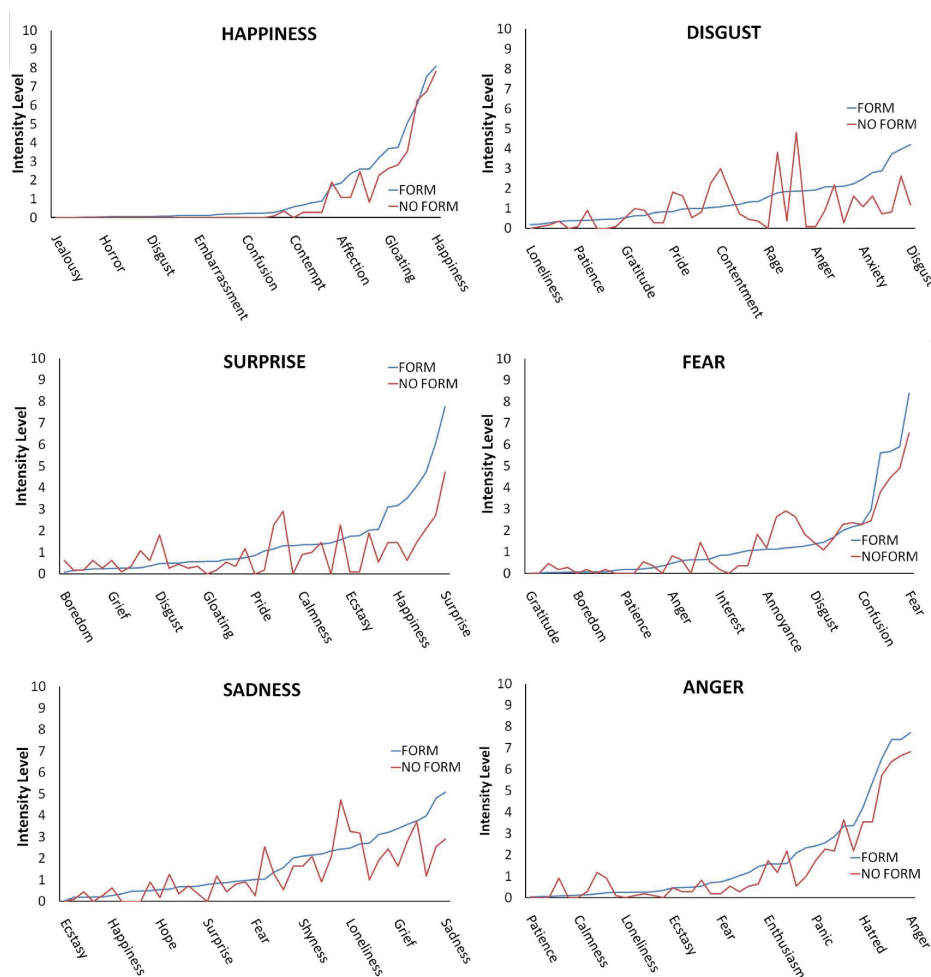 HAPPINESS
Intensity Level
10
9
8
7
6
5
4
3
2
1
0
FORM
NO FORM
Jealousy
Horror
Disgust
Embarrassment
Confusion
Contempt
Affection
Gloating
Happiness
DISGUST
Intensity Level
10
9
8
7
6
5
4
3
2
1
0
FORM
NO FORM
Loneliness
Patience
Gratitude
Pride
Contentment
Rage
Anger
Anxiety
Disgust
SURPRISE
Intensity Level
10
9
8
7
6
5
4
3
2
1
0
FORM
NO FORM
Boredom
Grief
Disgust
Gloating
Pride
Calmness
Ecstasy
Happiness
Surprise
FEAR
Intensity Level
10
9
8
7
6
5
4
3
2
1
0
FORM
NOFORM
Gratitude
Boredom
Patience
Anger
Interest
Annoyance
Disgust
Confusion
Fear
SADNESS
Intensity Level
10
9
8
7
6
5
4
3
2
1
0
FORM
NO FORM
Ecstasy
Happiness
Hope
Surprise
Fear
Shyness
Loneliness
Grief
Sadness
ANGER
Intensity Level
10
9
8
7
6
5
4
3
2
1
0
FORM
NO FORM
Patience
Calmness
Loneliness
Ecstasy
Fear
Enthusiasm
Panic
Hatred
Anger